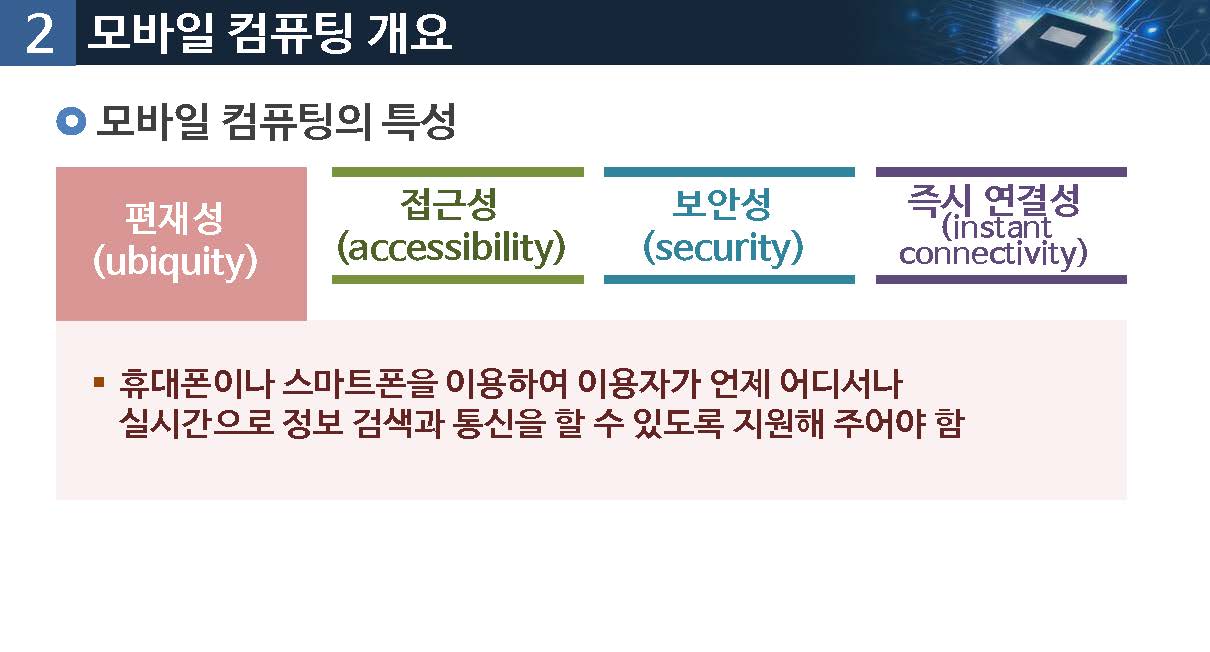 2 모바일 컴퓨팅 개요
모바일 컴퓨팅의 특성
편재성
(ubiquity)
접근성
(accessibility)
보안성
(security)
즉시 연결성
(instant
connectivity)
▪ 휴대폰이나 스마트폰을 이용하여 이용자가 언제 어디서나
실시간으로 정보 검색과 통신을 할 수 있도록 지원해 주어야 함